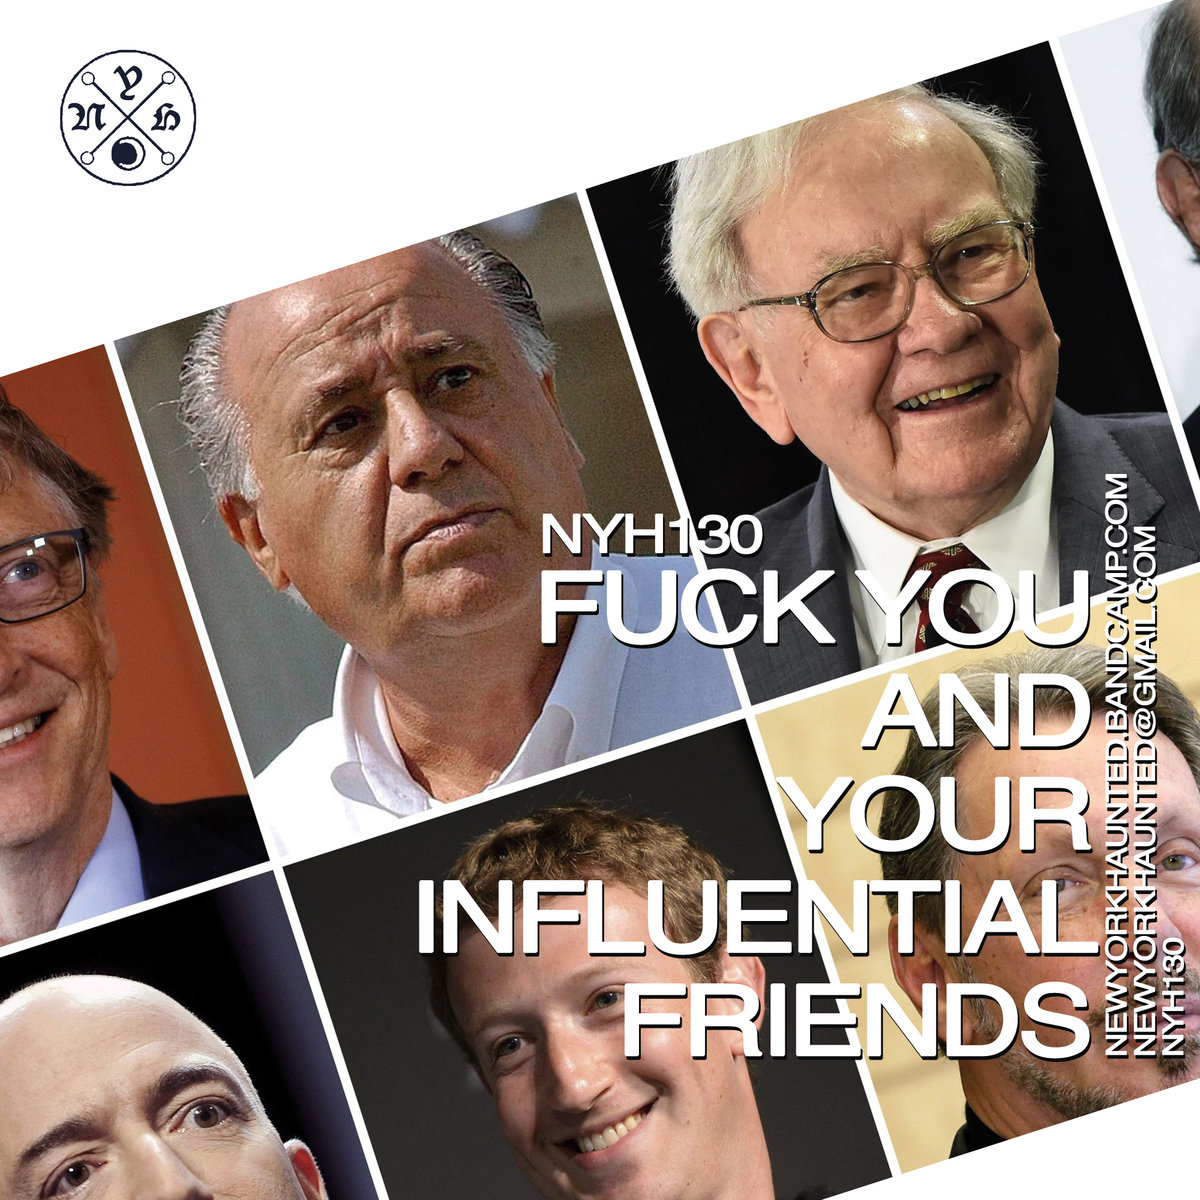 Y
N H
NYH130
FUCK YOU
AND
YOUR
INFLUENTIAL
FRIENDS
NEWYORKHAUNTED.BANDCAMP.COM
NEWYORKHAUNTED@GMAIL.COM
NYH130